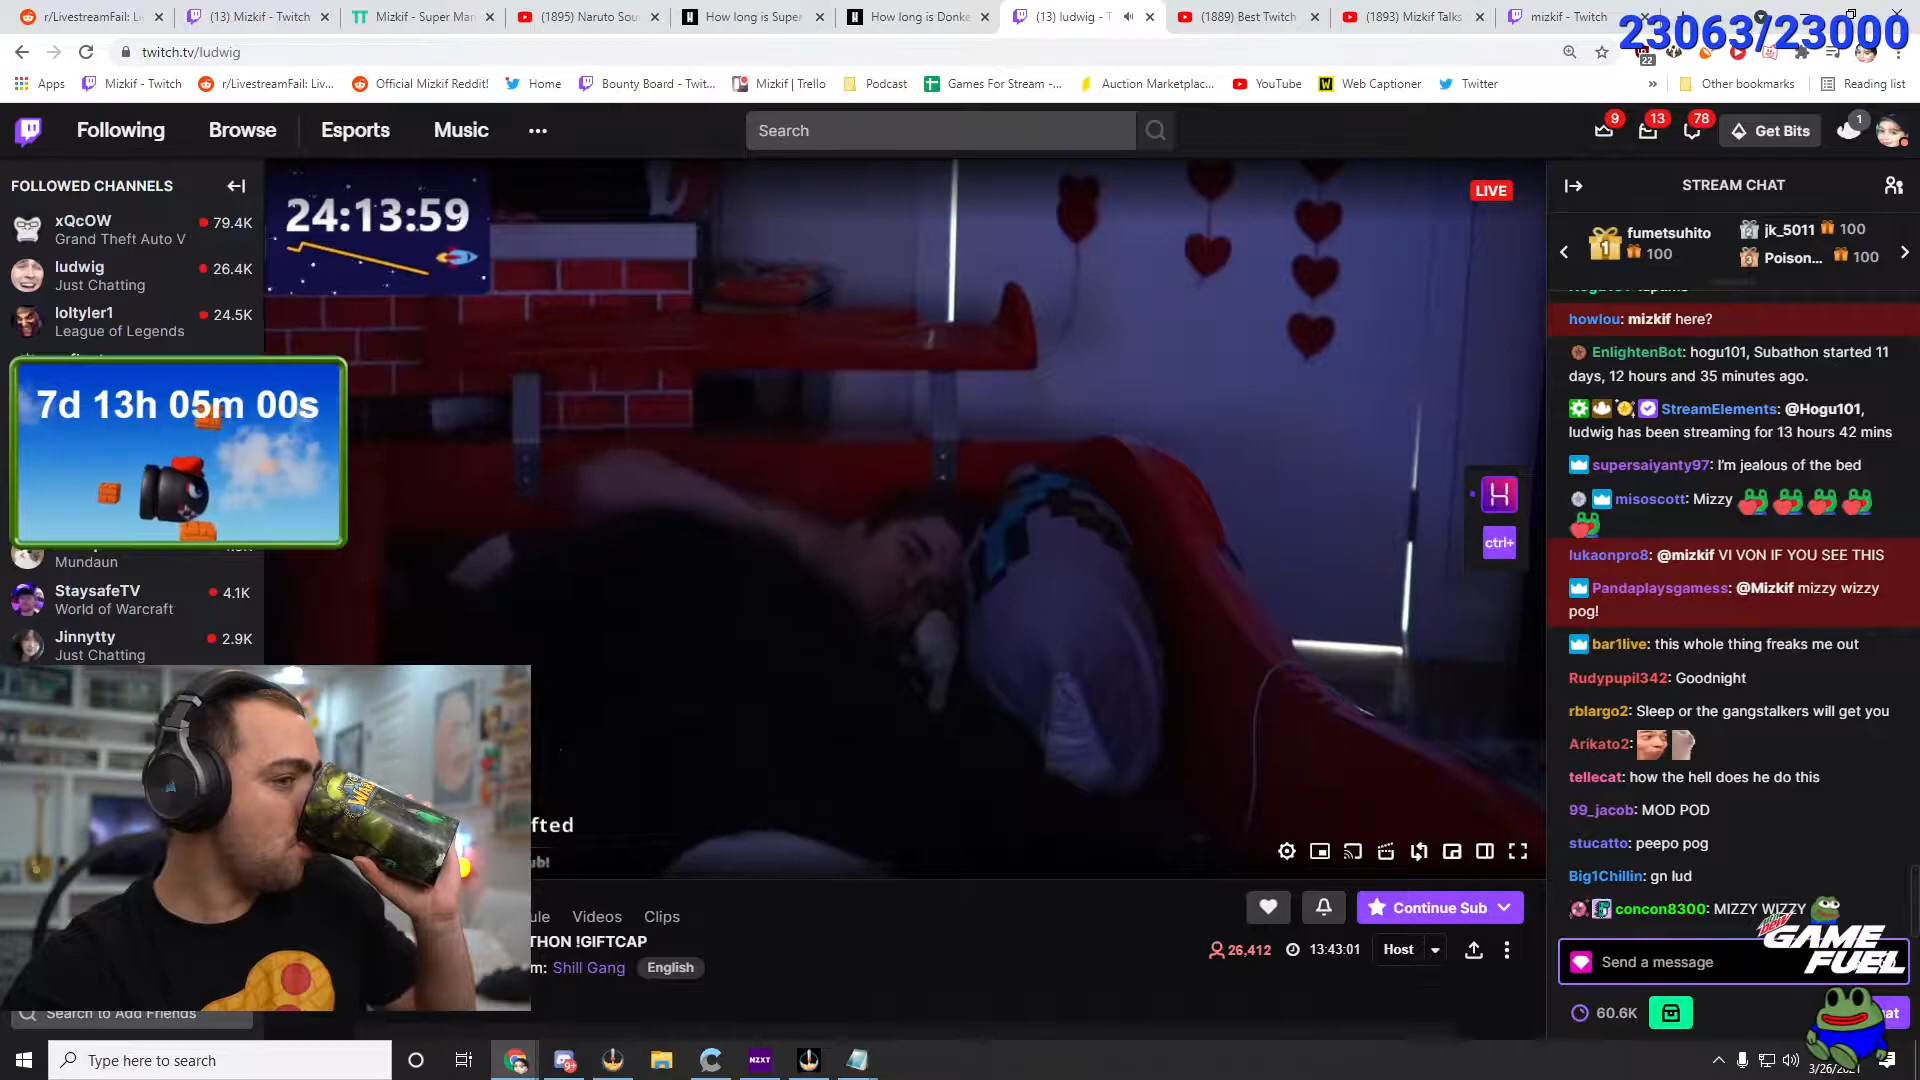 r/LivestreamFail: Li
(13) Mizkif - Twitch
Mizkif - Super Mar
(1895) Naruto Sou
How long is Super
How long is Donke
(13) ludwig - T
(1889) Best Twitch
(1893) Mizkif Talks
mizkif - Twitch
23063/23000
twitch.tv/ludwig
22
Apps
Mizkif - Twitch
r/LivestreamFail: Liv...
Official Mizkif Reddit!
Home
Bounty Board - Twit...
Mizkif | Trello
Podcast
Games For Stream -...
Auction Marketplac...
YouTube
Web Captioner
Twitter
Other bookmarks
Reading list
Following
Browse
Esports
Music
Search
9
13
78
Get Bits
1
FOLLOWED CHANNELS
xQcOW
79.4K
Grand Theft Auto V
ludwig
26.4K
Just Chatting
loltyler1
24.5K
League of Legends
7d 13h 05m 00s
Mundaun
StaysafeTV
4.1K
World of Warcraft
Jinnytty
2.9K
Just Chatting
Search to Add Friends
24:13:59
LIVE
H
ctrl+
fted
ub!
ule
Videos
Clips
Continue Sub
THON !GIFTCAP
m: Shill Gang
English
26,412
13:43:01
Host
STREAM CHAT
1
fumetsuhito
100
jk_5011
100
Poison...
100
howlou: mizkif here?
EnlightenBot: hogu101, Subathon started 11
days, 12 hours and 35 minutes ago.
StreamElements: @Hogu101,
ludwig has been streaming for 13 hours 42 mins
supersaiyanty97: I'm jealous of the bed
misoscott: Mizzy
lukaonpro8: @mizkif VI VON IF YOU SEE THIS
Pandaplaysgamess: @Mizkif mizzy wizzy
pog!
bar1live: this whole thing freaks me out
Rudypupil342: Goodnight
rblargo2: Sleep or the gangstalkers will get you
Arikato2:
tellecat: how the hell does he do this
99_jacob: MOD POD
stucatto: peepo pog
Big1Chillin: gn lud
concon8300: MIZZY WIZZY
GAME
FUEL
Send a message
60.6K
at
Type here to search
NZXT